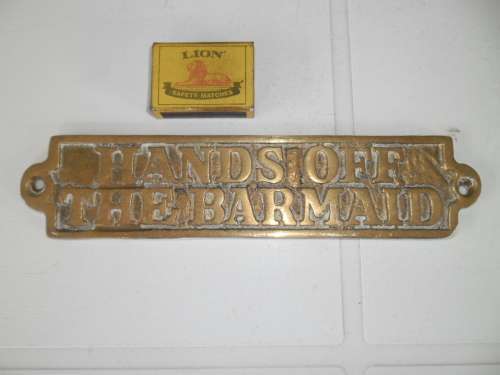 LION
SAFETY MATCHES
HANDS OFF
THE BARMAID